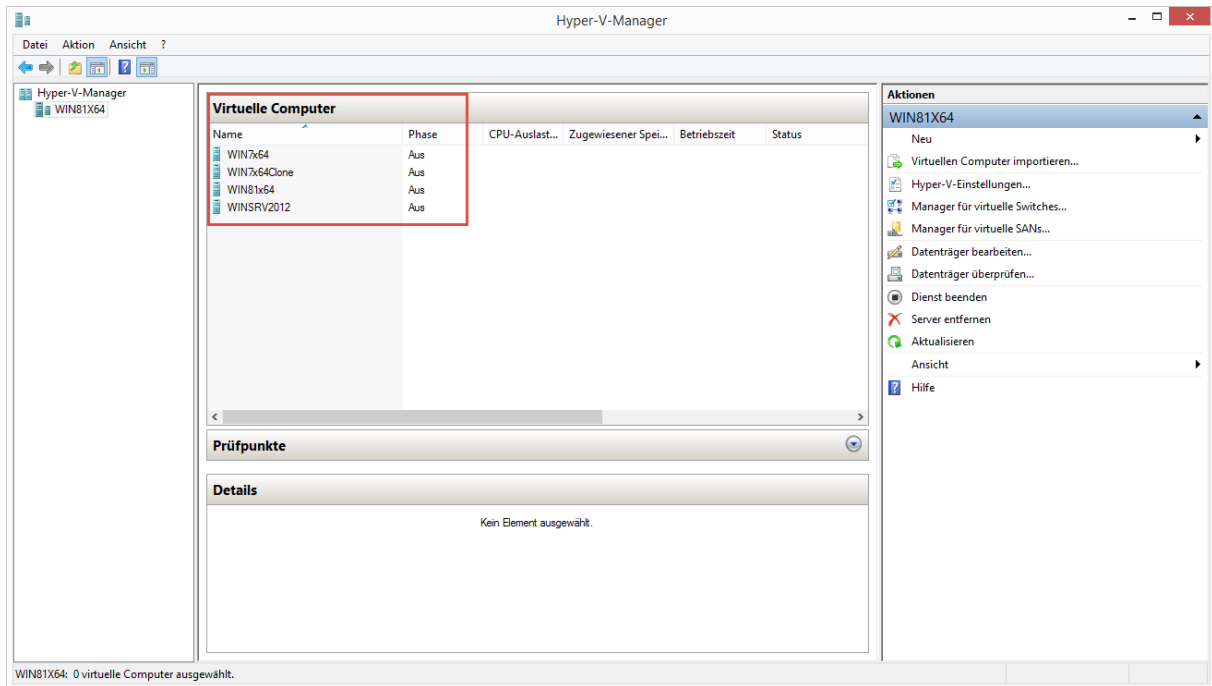 Hyper-V-Manager
Datei Aktion Ansicht ?
Hyper-V-Manager
WIN81X64
Virtuelle Computer
Name Phase CPU-Auslast... Zugewiesener Spei... Betriebszeit Status
WIN7x64 Aus
WIN7x64Clone Aus
WIN81x64 Aus
WINSRV2012 Aus
Prüfpunkte
Details
Kein Element ausgewählt.
Aktionen
WIN81X64
Neu
Virtuellen Computer importieren...
Hyper-V-Einstellungen...
Manager für virtuelle Switches...
Manager für virtuelle SANs...
Datenträger bearbeiten...
Datenträger überprüfen...
Dienst beenden
Server entfernen
Aktualisieren
Ansicht
Hilfe
WIN81X64: 0 virtuelle Computer ausgewählt.